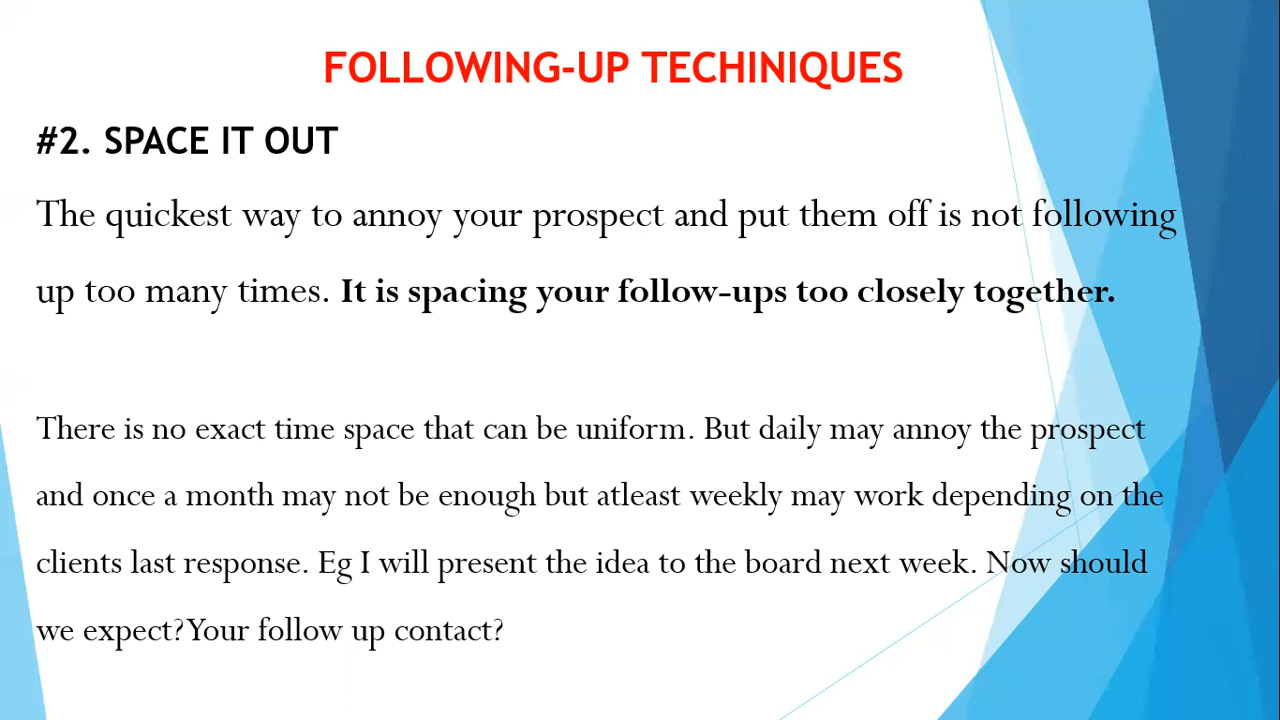 FOLLOWING-UP TECHINIQUES
#2. SPACE IT OUT
The quickest way to annoy your prospect and put them off is not following
up too many times. It is spacing your follow-ups too closely together.
There is no exact time space that can be uniform. But daily may annoy the prospect
and once a month may not be enough but atleast weekly may work depending on the
clients last response. Eg I will present the idea to the board next week. Now should
we expect?Your follow up contact?